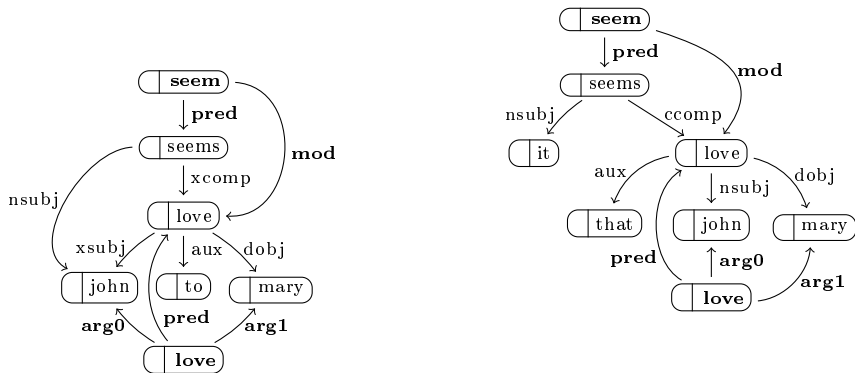 seem
pred
mod
seems
nsubj
xcomp
love
xsubj
aux
dobj
john
to
mary
arg0
pred
arg1
love
seem
pred
mod
seems
nsubj
ccomp
it
love
aux
nsubj
dobj
that
john
mary
pred
arg0
arg1
love